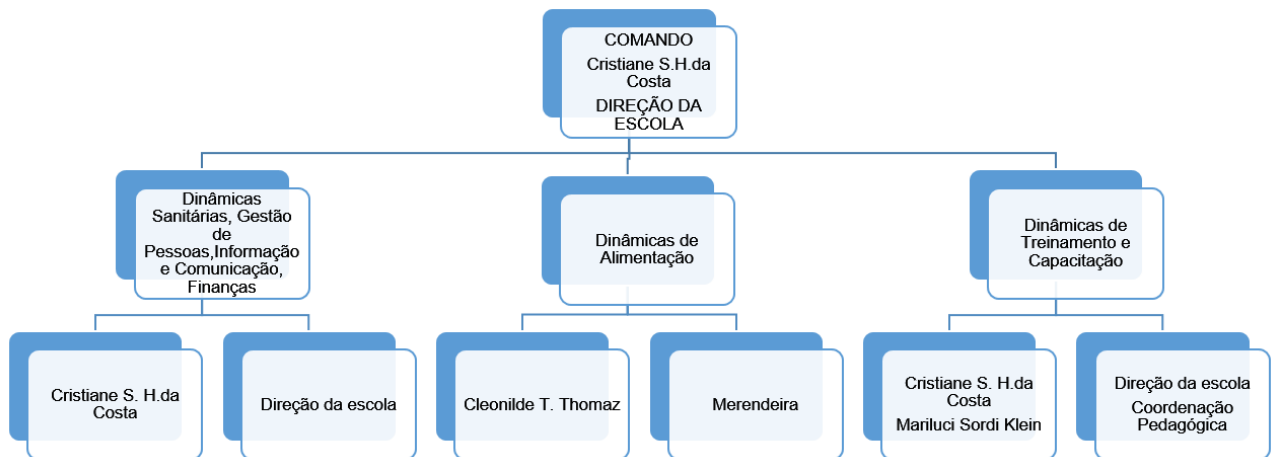 COMANDO
Cristiane S.H.da
Costa
DIREÇÃO DA
ESCOLA
Dinâmicas
Sanitárias, Gestão
de
Pessoas,Informação
e Comunicação,
Finanças
Dinâmicas de
Alimentação
Dinâmicas de
Treinamento e
Capacitação
Cristiane S. H.da
Costa
Direção da escola
Cleonilde T. Thomaz
Merendeira
Cristiane S. H.da
Costa
Mariluci Sordi Klein
Direção da escola
Coordenação
Pedagógica